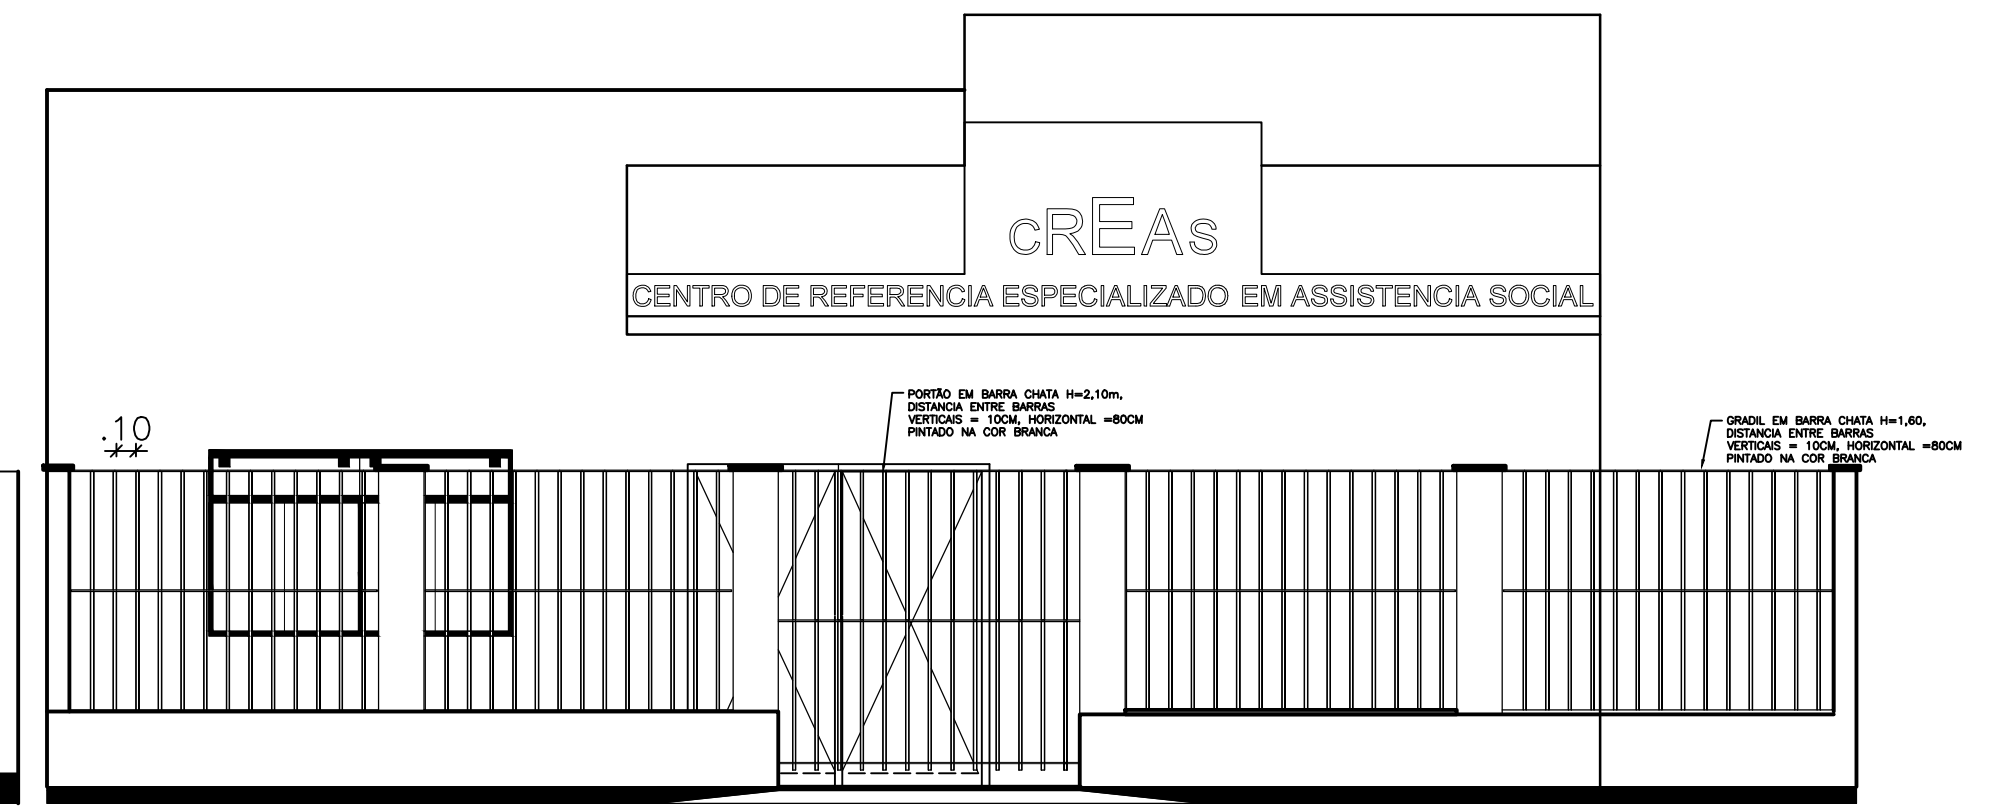 CREAS
CENTRO DE REFERENCIA ESPECIALIZADO EM ASSISTENCIA SOCIAL
PORTÃO EM BARRA CHATA H=2,10m,
DISTANCIA ENTRE BARRAS
VERTICAIS = 10CM, HORIZONTAL =80CM
PINTADO NA COR BRANCA
GRADIL EM BARRA CHATA H=1,60,
DISTANCIA ENTRE BARRAS
VERTICAIS = 10CM, HORIZONTAL =80CM
PINTADO NA COR BRANCA
.10